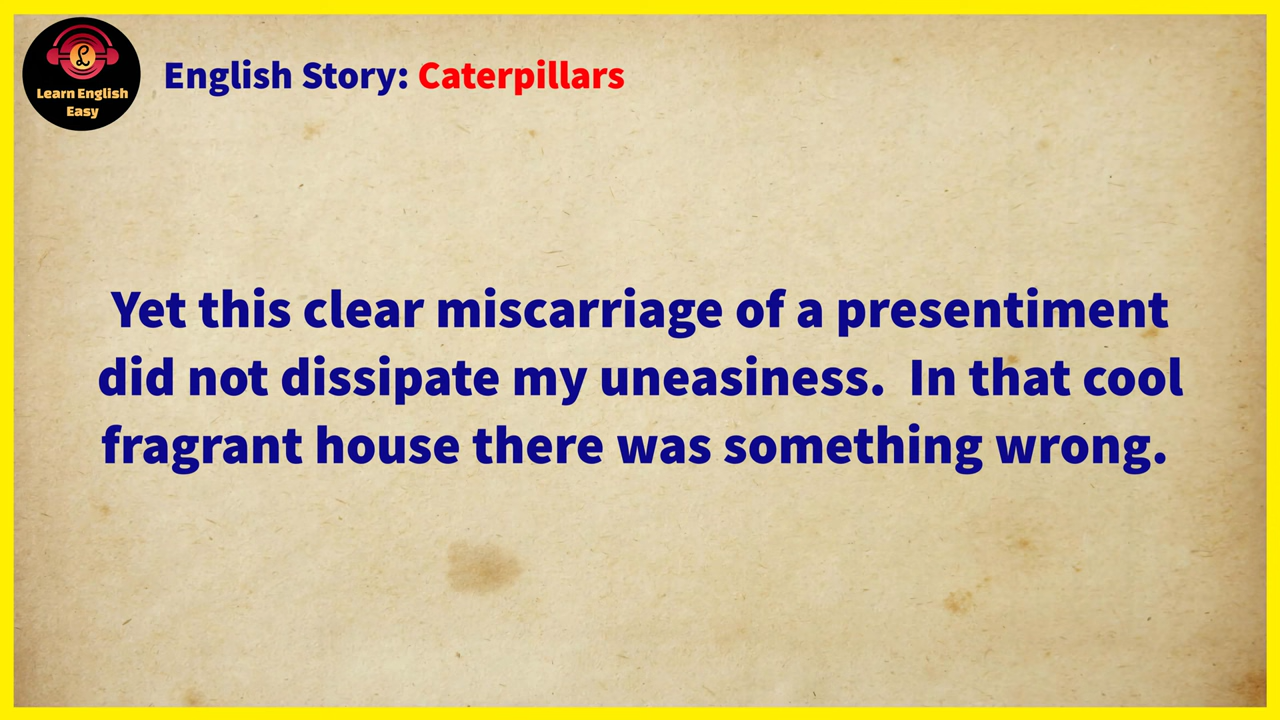 Learn English
Easy
English Story: Caterpillars
Yet this clear miscarriage of a presentiment
did not dissipate my uneasiness.  In that cool
fragrant house there was something wrong.